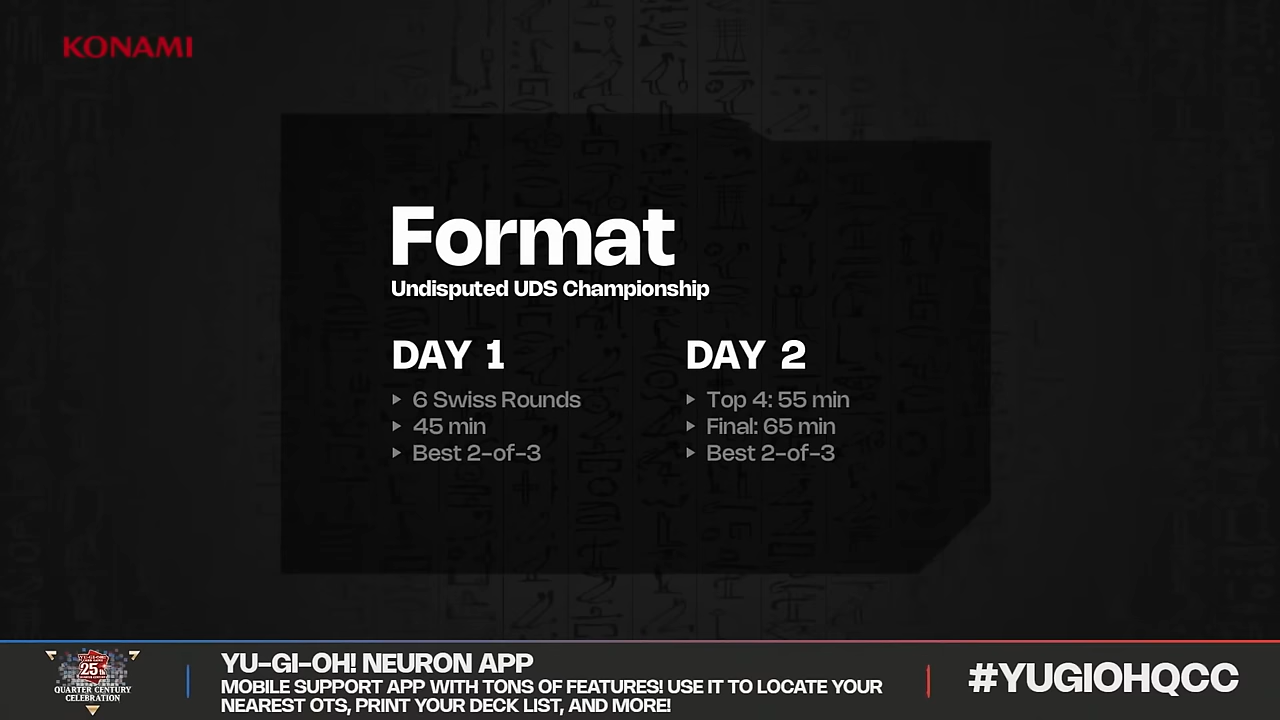 KONAMI
Format
Undisputed UDS Championship
DAY 1
6 Swiss Rounds
45 min
Best 2-of-3
DAY 2
Top 4: 55 min
Final: 65 min
Best 2-of-3
25th
QUARTER CENTURY
CELEBRATION
YU-GI-OH! NEURON APP
MOBILE SUPPORT APP WITH TONS OF FEATURES! USE IT TO LOCATE YOUR
NEAREST OTS, PRINT YOUR DECK LIST, AND MORE!
#YUGIOHQCC